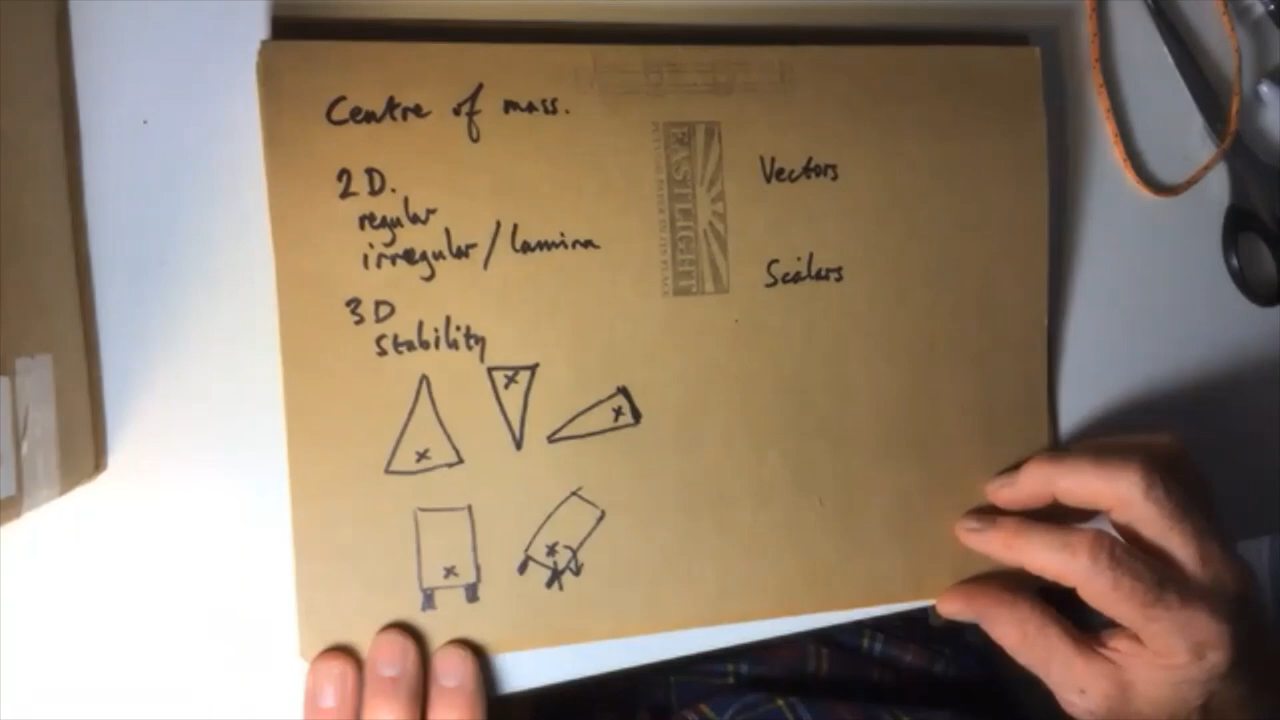 Centre of mass.
2D.
regular
irregular / lamina
3D
stability
EASTLIGHT
Vectors
Scalars